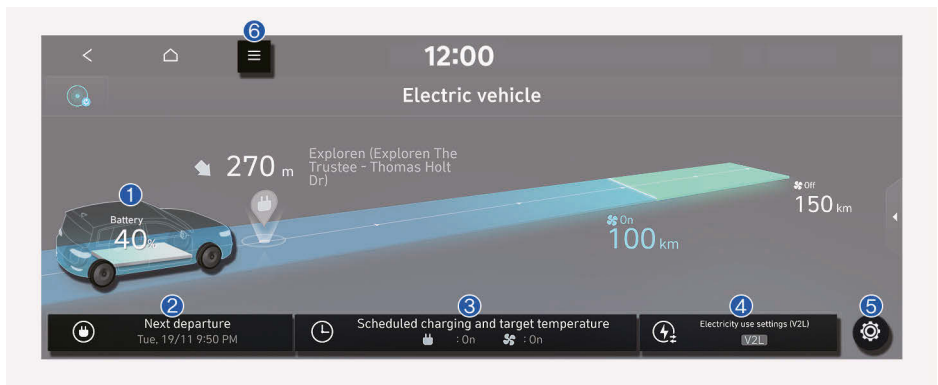 6
12:00
Electric vehicle
270 m
Exploren (Exploren The
Trustee - Thomas Holt
Dr)
1
Battery
40%
Off
150 km
On
100 km
2
Next departure
Tue, 19/11 9:50 PM
3
Scheduled charging and target temperature
: On : On
4
Electricity use settings (V2L)
V2L
5